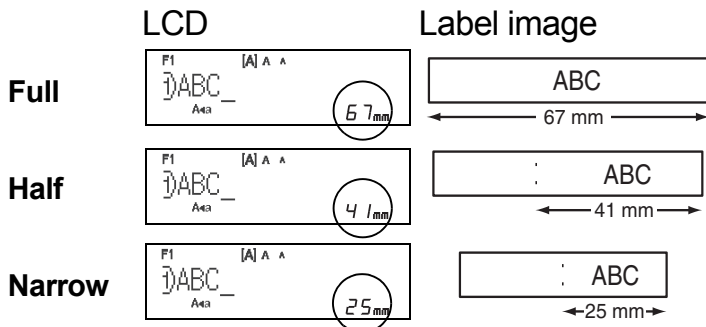 LCD Label image
Full
F1 [A] A A
1)ABC_
A◂a
67mm
ABC
67 mm
Half
F1 [A] A A
1)ABC_
A◂a
41mm
ABC
41 mm
Narrow
F1 [A] A A
1)ABC_
A◂a
25mm
ABC
25 mm